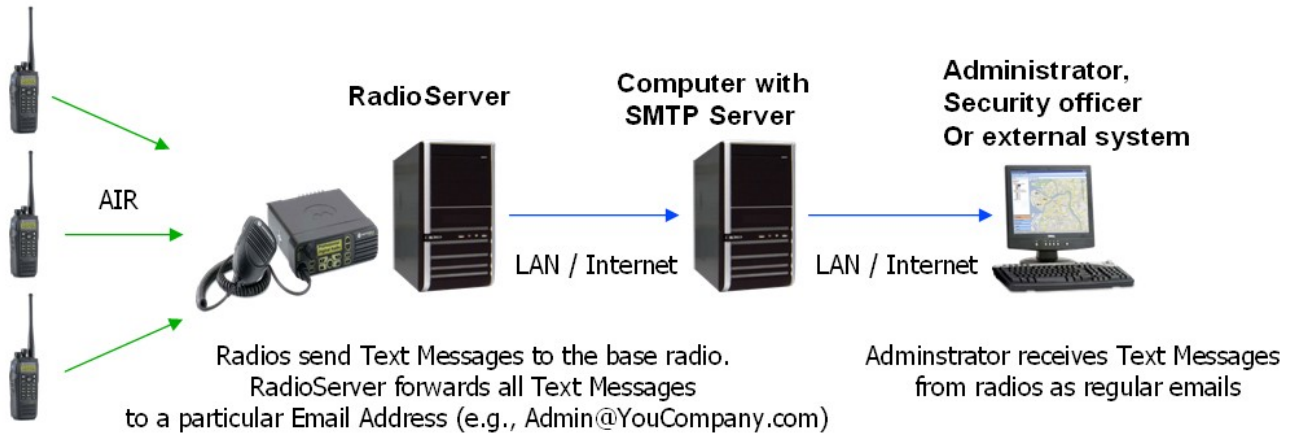 RadioServer
Computer with
SMTP Server
Administrator,
Security officer
Or external system
AIR
LAN / Internet
LAN / Internet
Radios send Text Messages to the base radio.
RadioServer forwards all Text Messages
to a particular Email Address (e.g., Admin@YouCompany.com)
Adminstrator receives Text Messages
from radios as regular emails